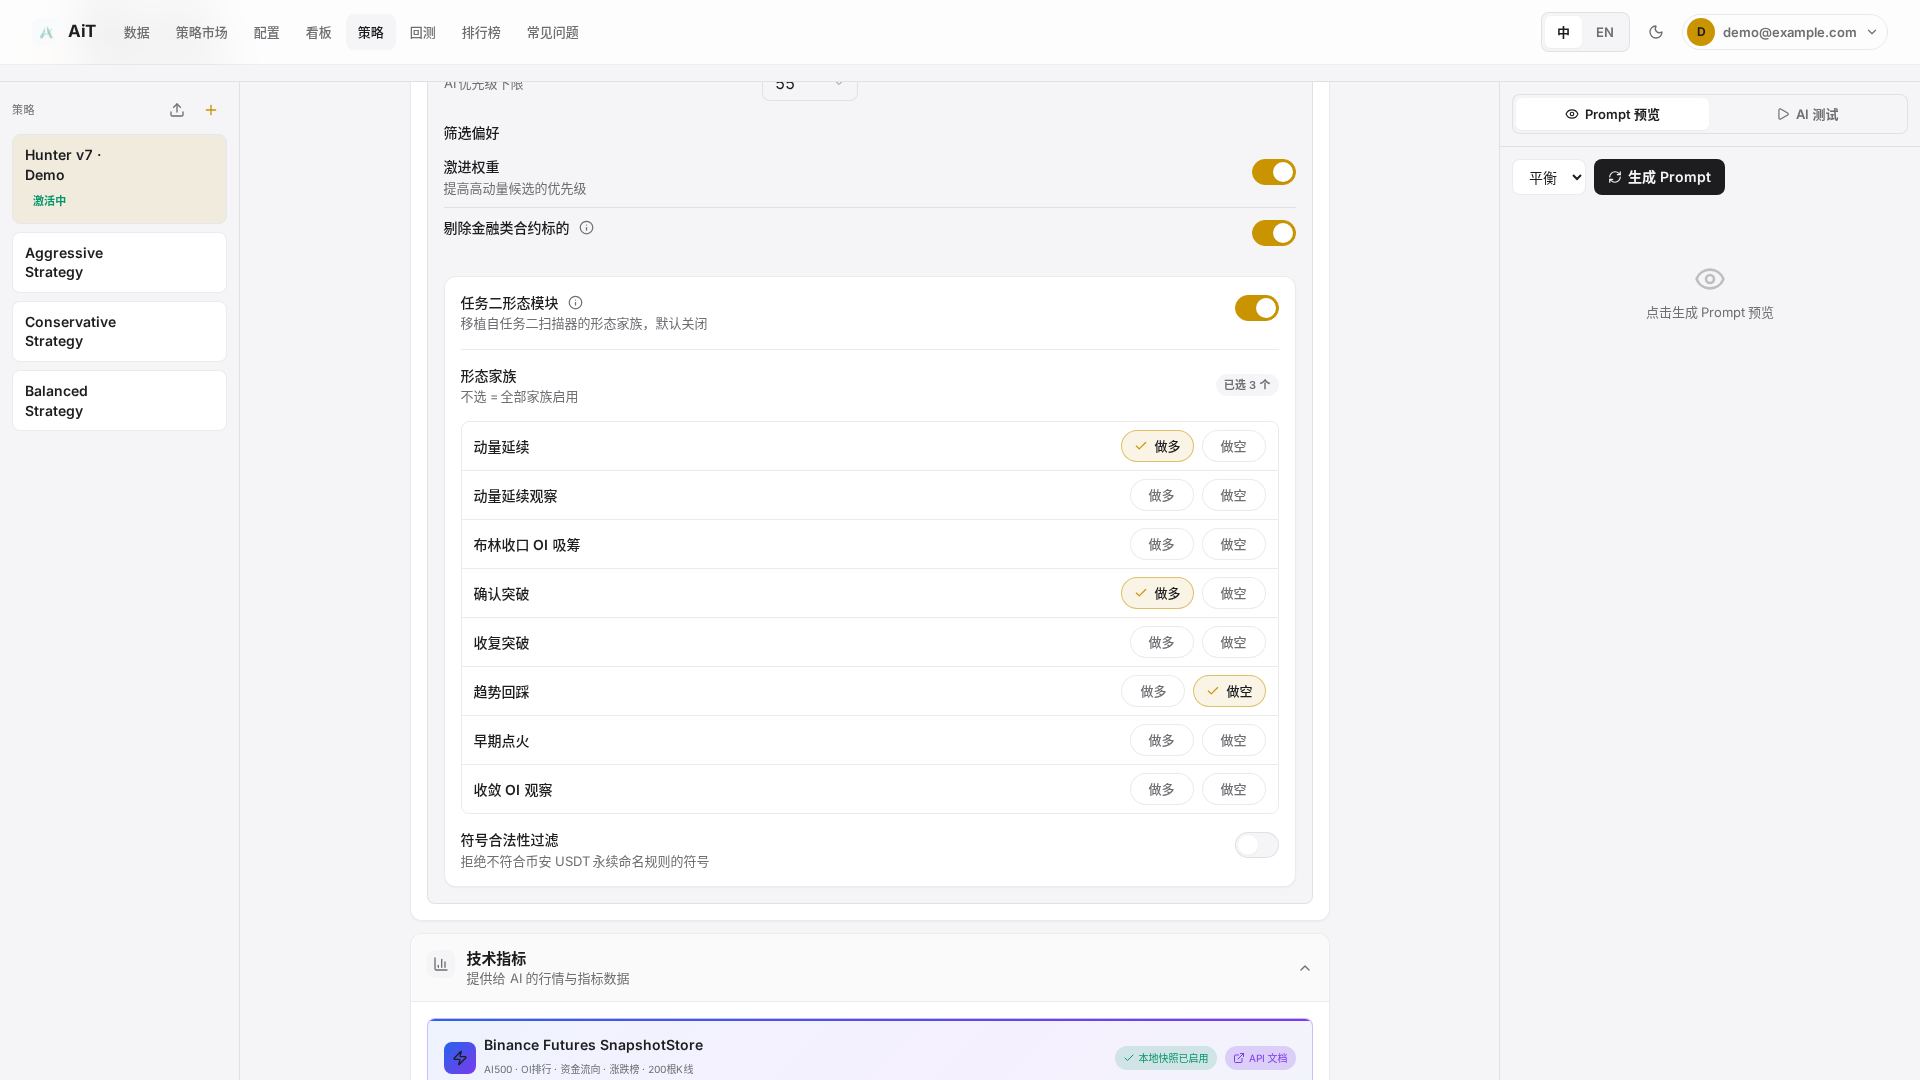 AiT
数据
策略市场
配置
看板
策略
回测
排行榜
常见问题
中
EN
D
demo@example.com
策略
Hunter v7 ·
Demo
激活中
Aggressive
Strategy
Conservative
Strategy
Balanced
Strategy
AI 优先级下限
55
筛选偏好
激进权重
提高高动量候选的优先级
剔除金融类合约标的
任务二形态模块
移植自任务二扫描器的形态家族，默认关闭
形态家族
不选 = 全部家族启用
已选 3 个
动量延续
做多
做空
动量延续观察
做多
做空
布林收口 OI 吸筹
做多
做空
确认突破
做多
做空
收复突破
做多
做空
趋势回踩
做多
做空
早期点火
做多
做空
收敛 OI 观察
做多
做空
符号合法性过滤
拒绝不符合币安 USDT 永续命名规则的符号
技术指标
提供给 AI 的行情与指标数据
Binance Futures SnapshotStore
AI500 · OI排行 · 资金流向 · 涨跌榜 · 200根K线
本地快照已启用
API 文档
Prompt 预览
AI 测试
平衡
生成 Prompt
点击生成 Prompt 预览